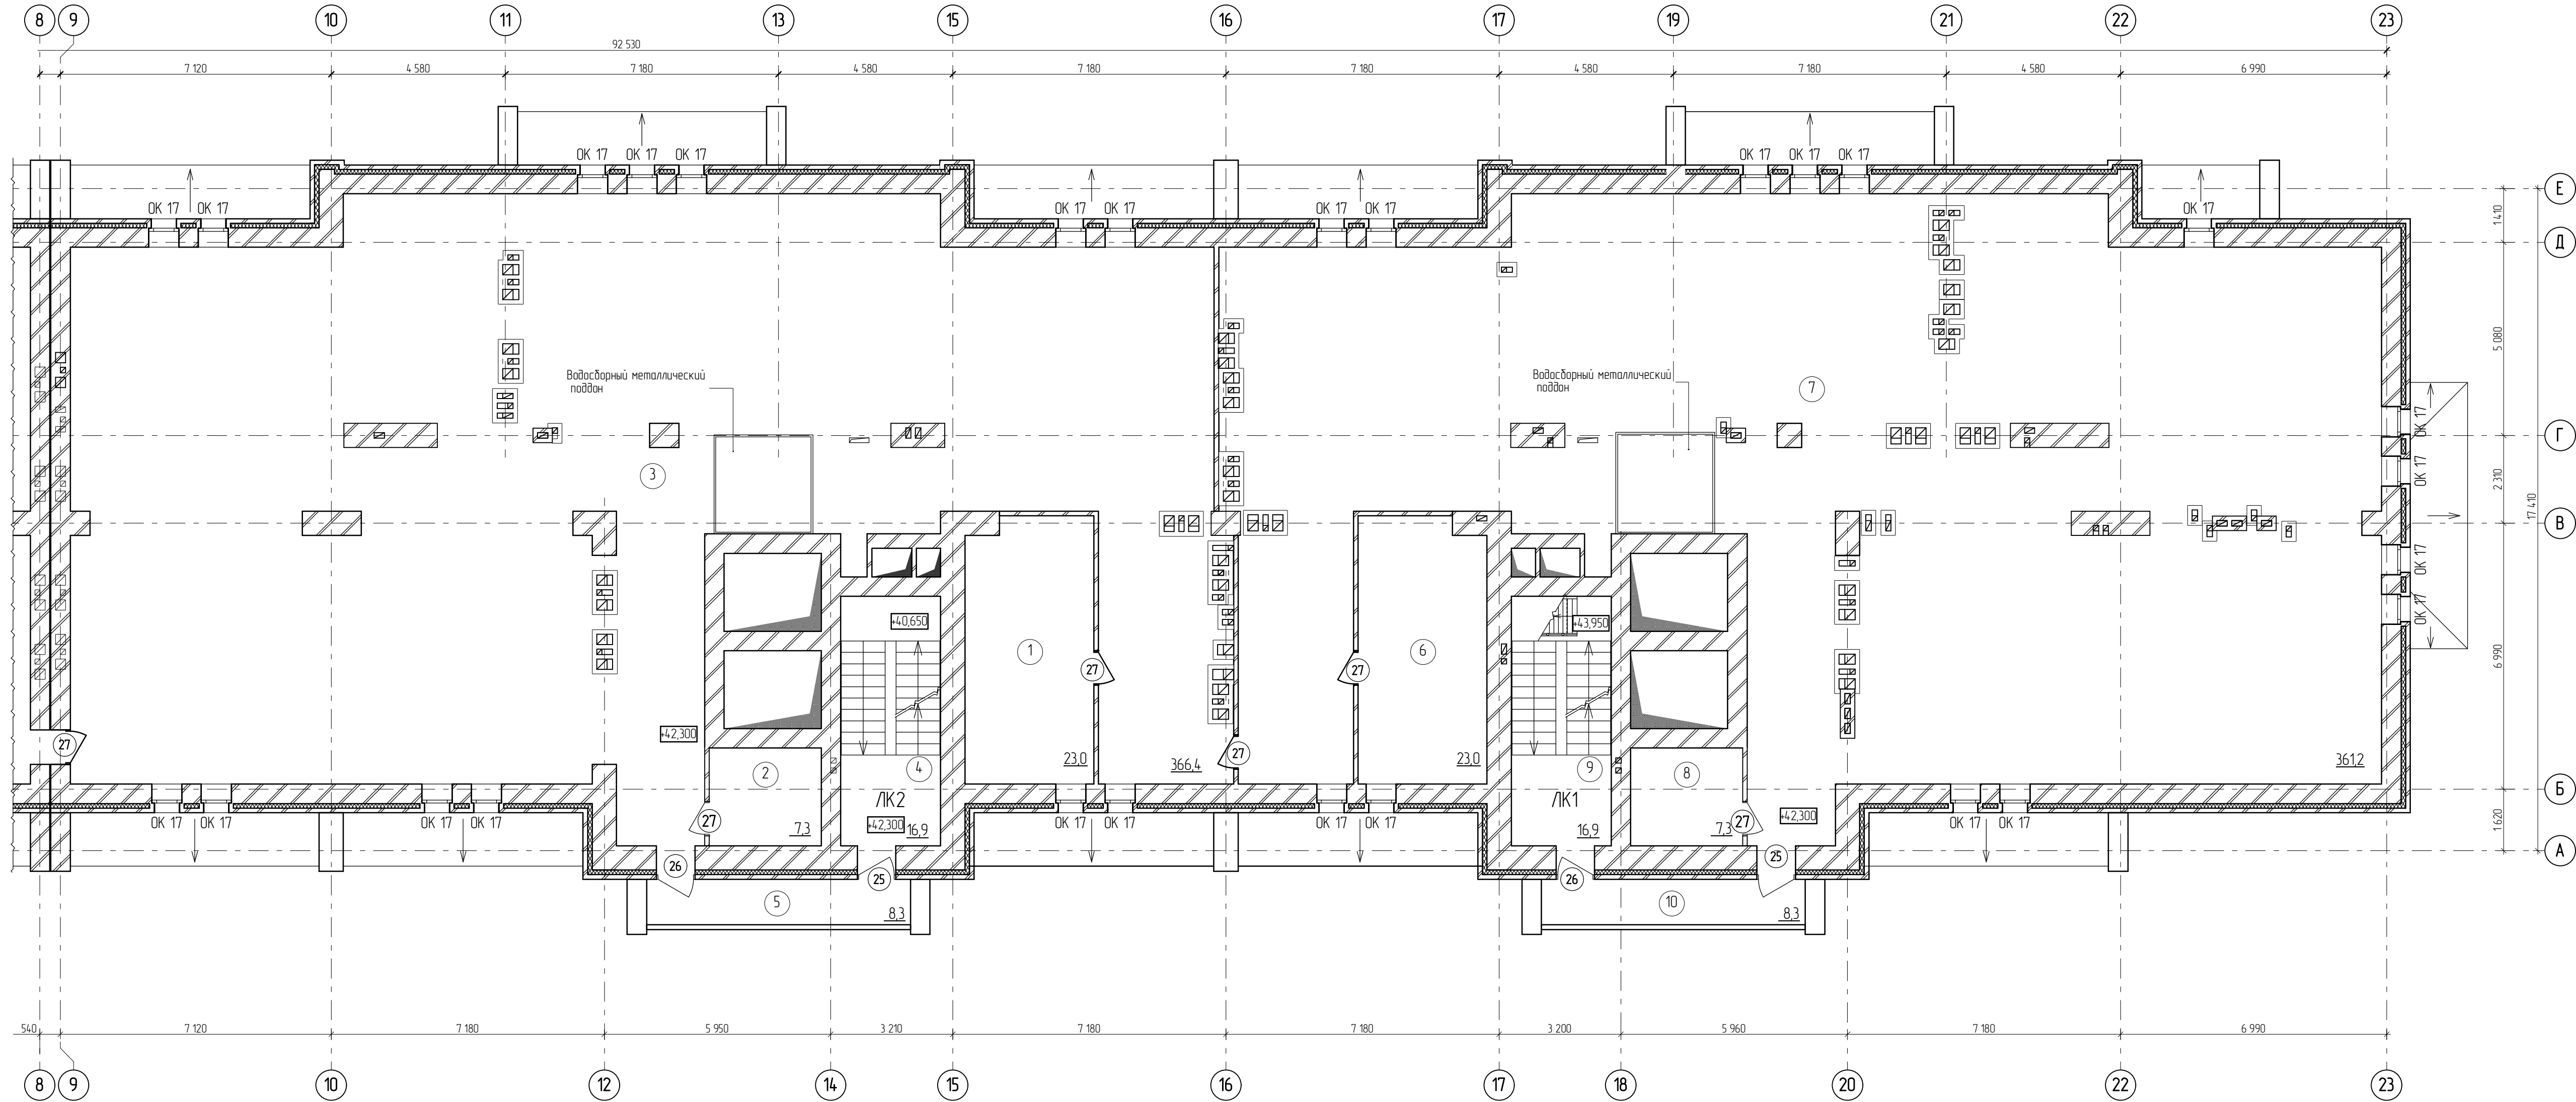 8 9 10 11 13 15 16 17 19 21 22 23
92 530
7 120 4 580 7 180 4 580 7 180 7 180 4 580 7 180 4 580 6 990
ОК 17 ОК 17 ОК 17 ОК 17 ОК 17 ОК 17
ОК 17 ОК 17 ОК 17 ОК 17 ОК 17 ОК 17 ОК 17
Е
1 410
Д
5 080
17 410
Водосборный металлический
поддон
Водосборный металлический
поддон
7
ОК 17
Г
3
ОК 17
2 310
В
ОК 17
ОК 17
+40,650
+43,950
1
27
27
6
6 990
+42,300
27
27
23,0
366,4
23,0
361,2
2
4
9
8
Б
ЛК2
ЛК1
ОК 17 ОК 17 ОК 17 ОК 17 ОК 17 ОК 17 ОК 17 ОК 17 ОК 17 ОК 17
27
7,3
+42,300
16,9
16,9
7,3
27
+42,300
1 620
26
25
26
25
А
5
8,3
10
8,3
540 7 120 7 180 5 950 3 210 7 180 7 180 3 200 5 960 7 180 6 990
8 9 10 12 14 15 16 17 18 20 22 23